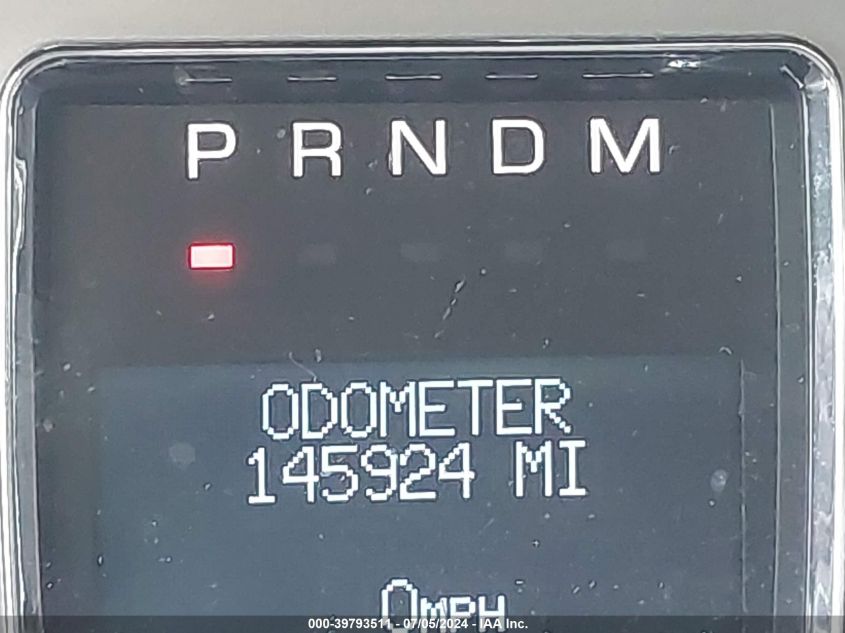 P R N D M
ODOMETER
145924 MI
0MPH
000-39793511 - 07/05/2024 - IAA Inc.